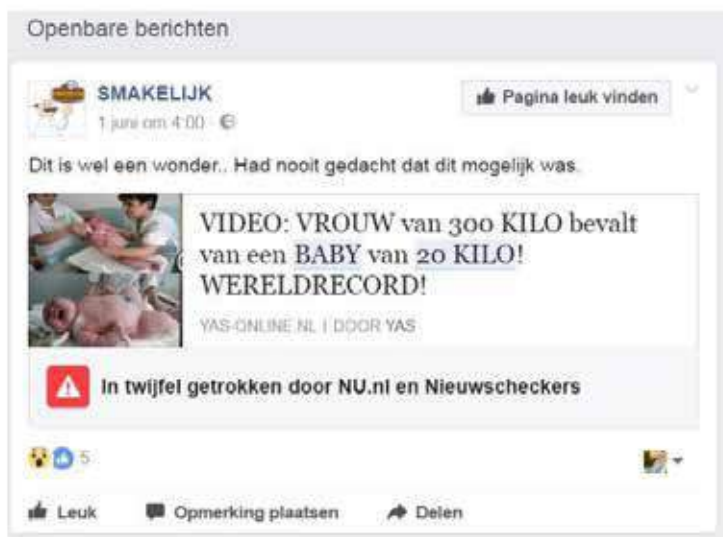 Openbare berichten
SMAKELIJK
Pagina leuk vinden
1 juni om 4:00
Dit is wel een wonder.. Had nooit gedacht dat dit mogelijk was.
VIDEO: VROUW van 300 KILO bevalt
van een BABY van 20 KILO!
WERELDRECORD!
YAS-ONLINE.NL | DOOR YAS
In twijfel getrokken door NU.nl en Nieuwscheckers
5
Leuk
Opmerking plaatsen
Delen